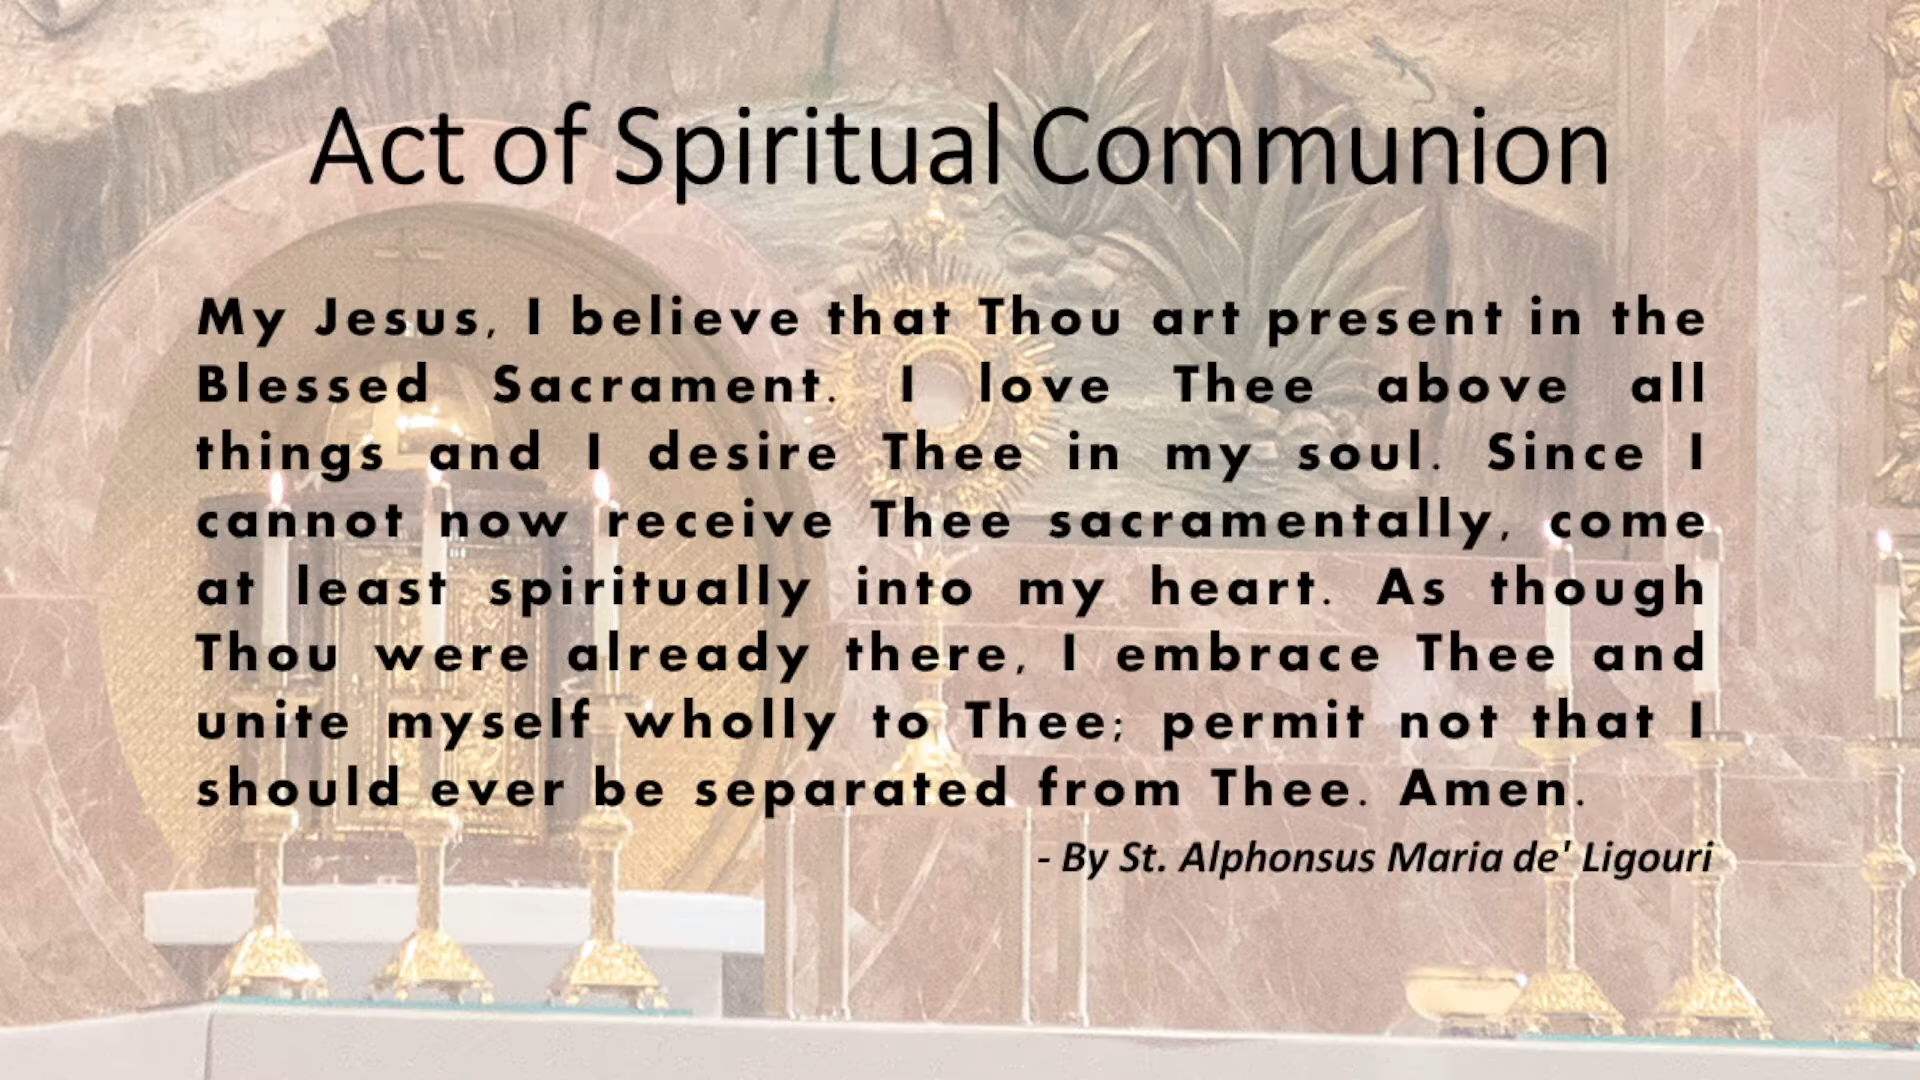 Act of Spiritual Communion
My Jesus, I believe that Thou art present in the
Blessed Sacrament. I love Thee above all
things and I desire Thee in my soul. Since I
cannot now receive Thee sacramentally, come
at least spiritually into my heart. As though
Thou were already there, I embrace Thee and
unite myself wholly to Thee; permit not that I
should ever be separated from Thee. Amen.
- By St. Alphonsus Maria de' Ligouri